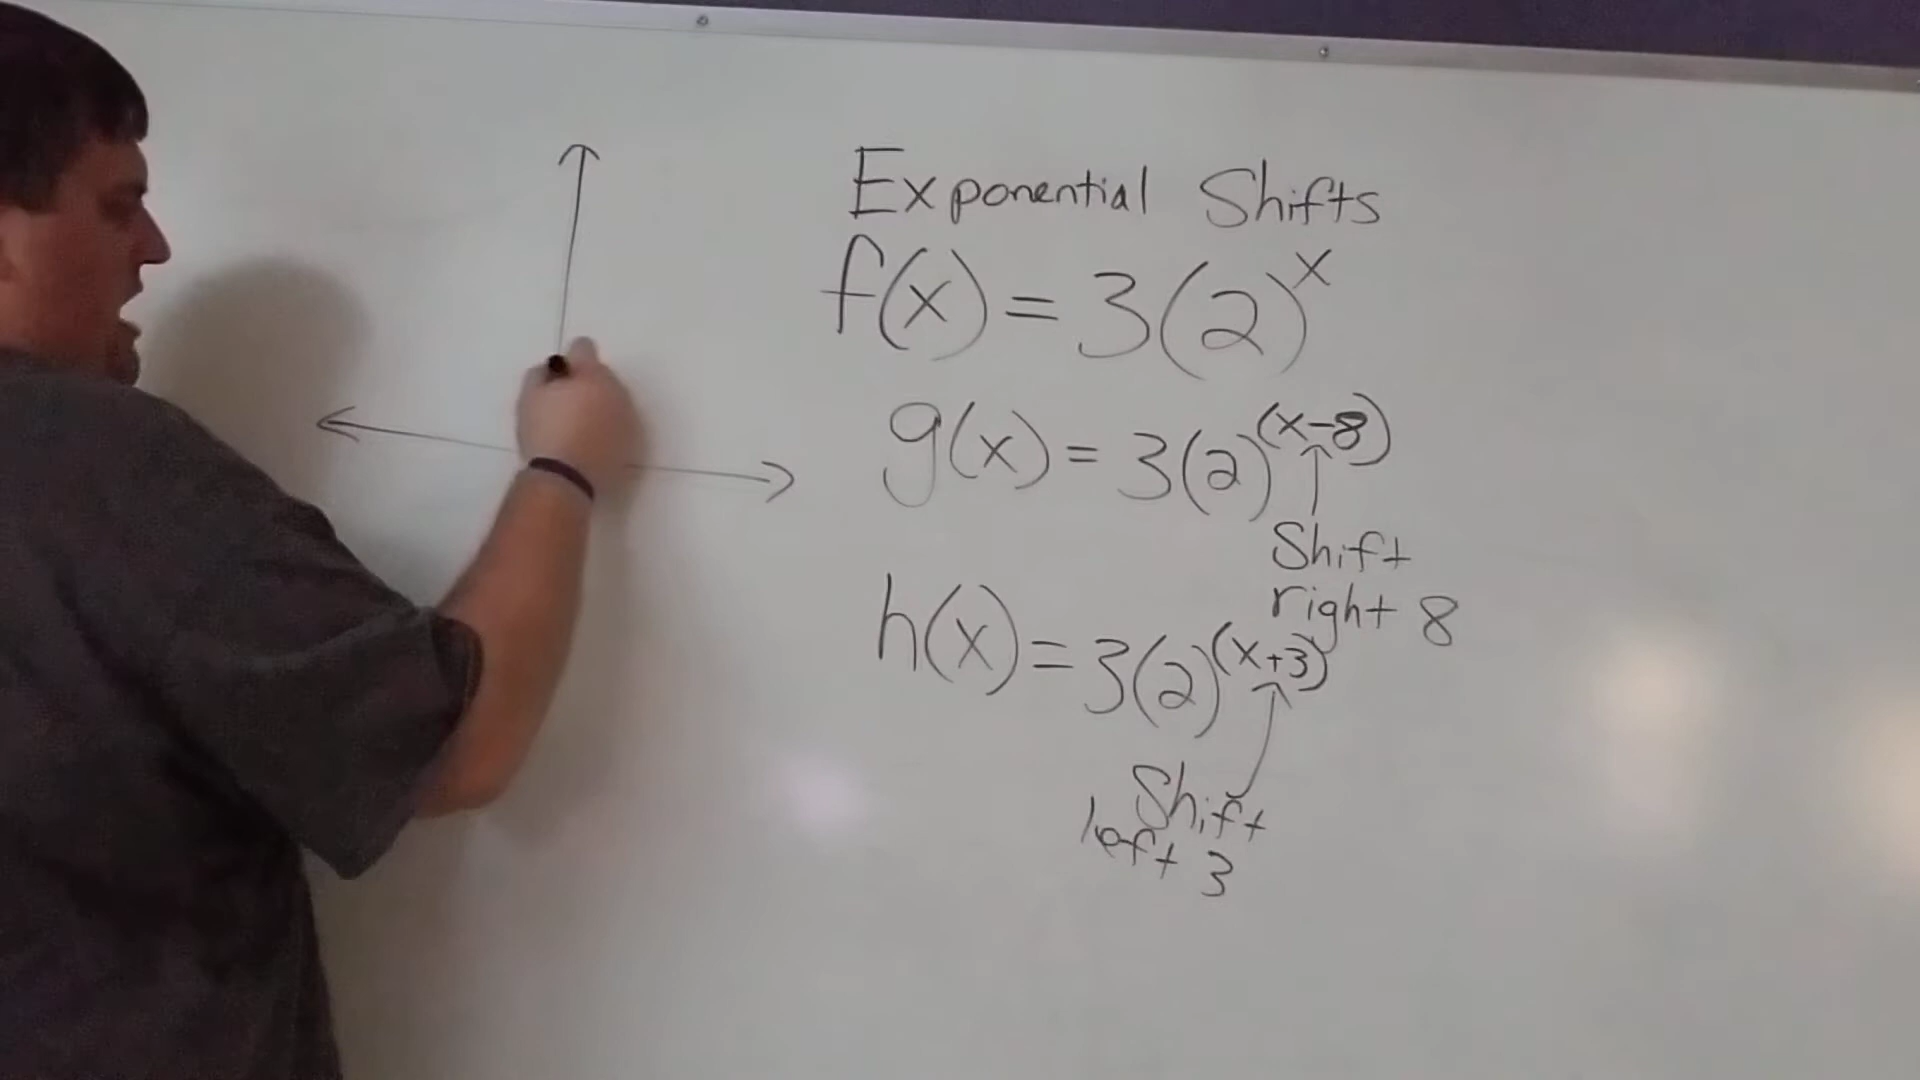 Exponential Shifts
f(x) = 3(2)^x
g(x) = 3(2)^(x-8)
Shift
right 8
h(x) = 3(2)^(x+3)
Shift
left 3